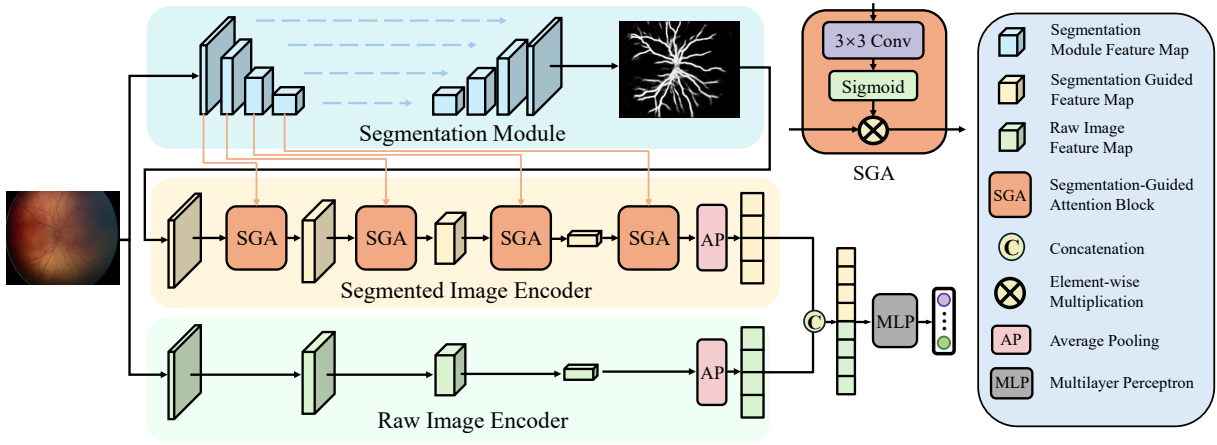 Segmentation Module
3×3 Conv
Sigmoid
SGA
SGA
SGA
SGA
SGA
AP
Segmented Image Encoder
AP
Raw Image Encoder
C
MLP
Segmentation
Module Feature Map
Segmentation Guided
Feature Map
Raw Image
Feature Map
SGA
Segmentation-Guided
Attention Block
C
Concatenation
Element-wise
Multiplication
AP
Average Pooling
MLP
Multilayer Perceptron